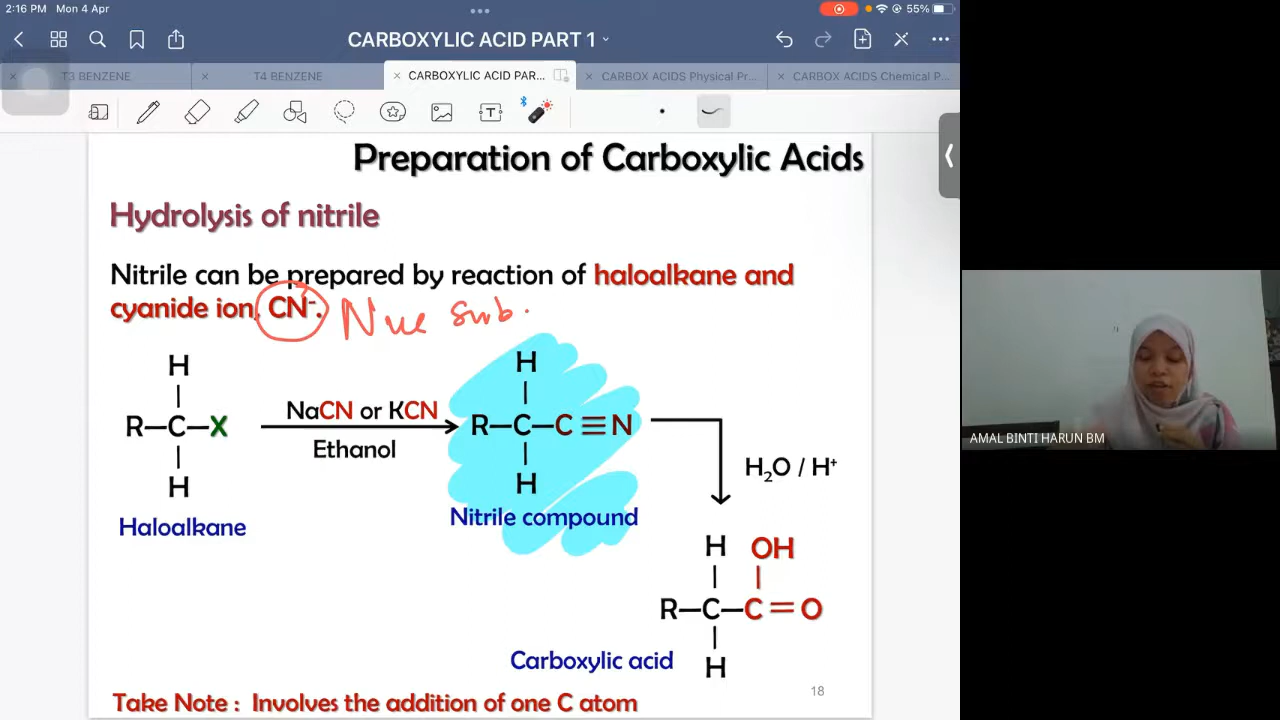 2:16 PM Mon 4 Apr
55%
CARBOXYLIC ACID PART 1
T3 BENZENE
T4 BENZENE
CARBOXYLIC ACID PAR...
CARBOX ACIDS Physical Pr...
CARBOX ACIDS Chemical P...
Preparation of Carboxylic Acids
Hydrolysis of nitrile
Nitrile can be prepared by reaction of haloalkane and
cyanide ion, CN⁻.
Nuc sub.
H
R–C–X
H
Haloalkane
NaCN or KCN
Ethanol
H
R–C–C≡N
H
Nitrile compound
H₂O / H⁺
H OH
R–C–C=O
H
Carboxylic acid
Take Note : Involves the addition of one C atom
18
AMAL BINTI HARUN BM